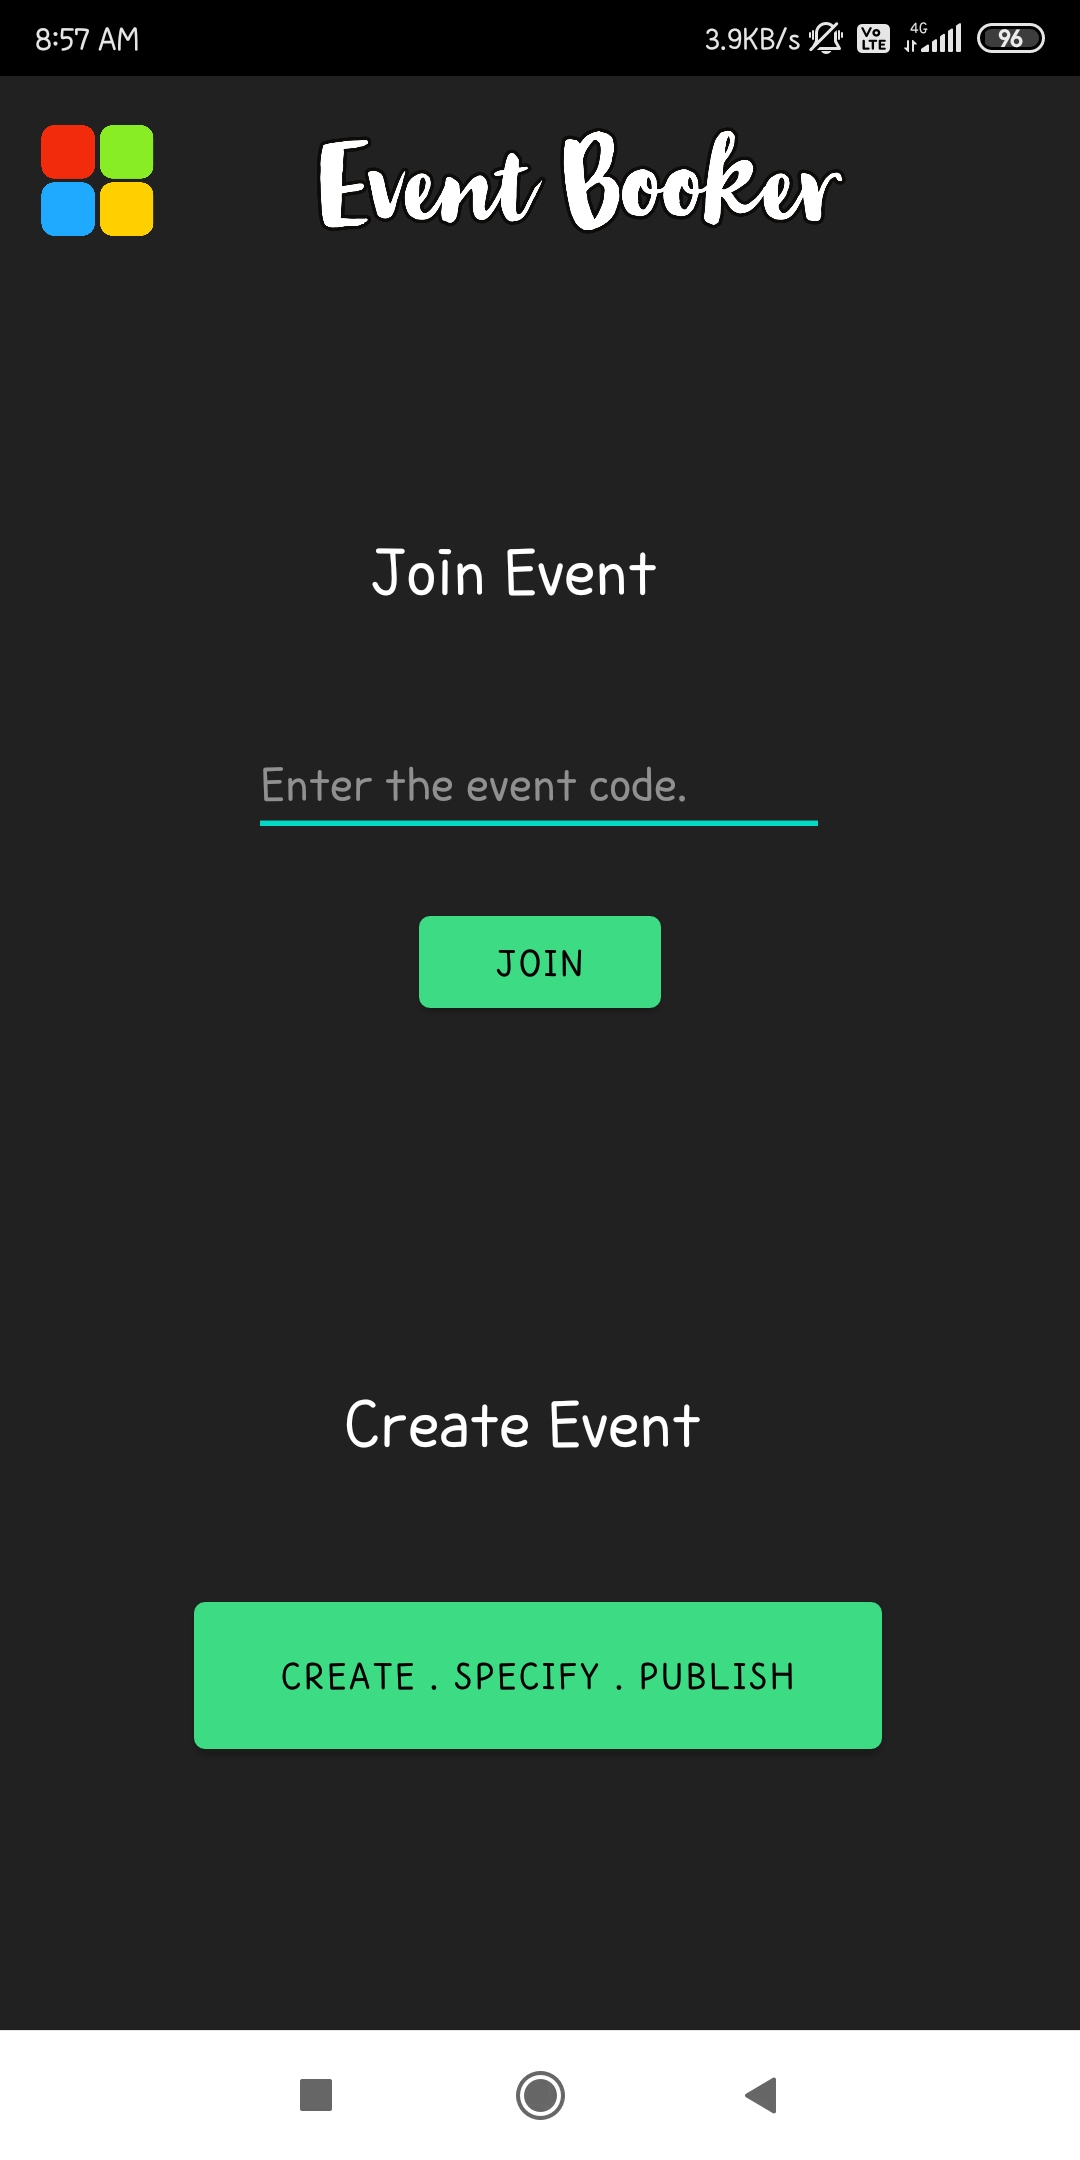 8:57 AM 3.9KB/s Vo LTE 4G 96
Event Booker
Join Event
Enter the event code.
JOIN
Create Event
CREATE . SPECIFY . PUBLISH